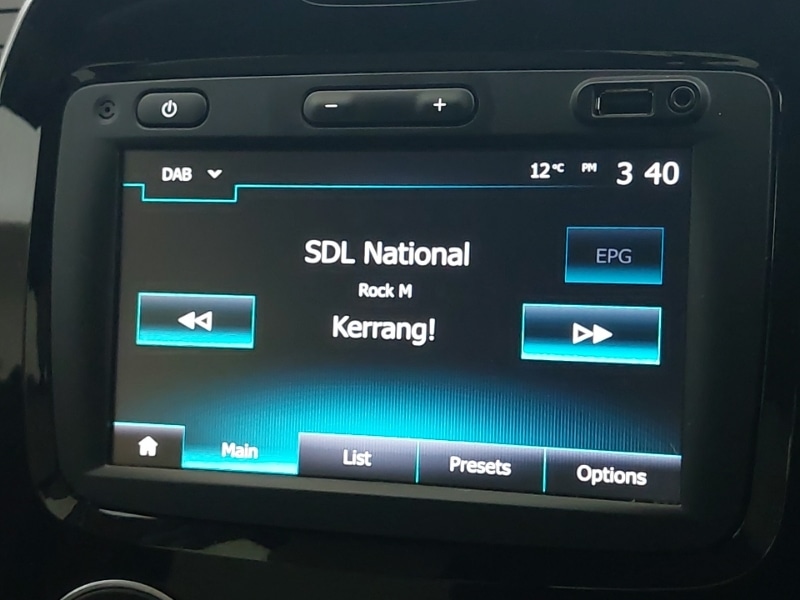 − +
DAB 12°C PM 3 40
SDL National
EPG
Rock M
Kerrang!
Main List Presets Options